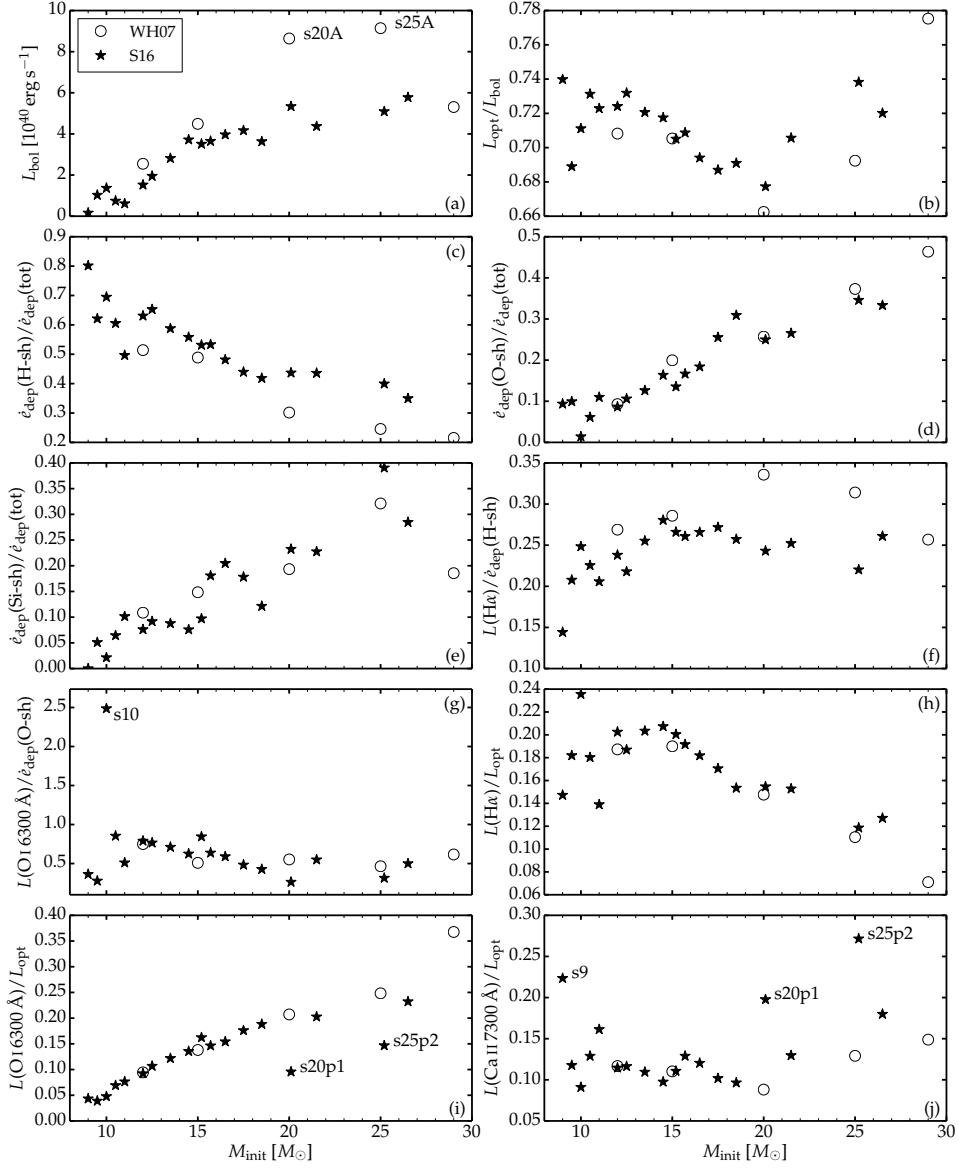 WH07
S16
s20A
s25A
10
8
6
4
2
0
L_bol [10^40 erg s^−1]
(a)
0.78
0.76
0.74
0.72
0.70
0.68
0.66
L_opt/L_bol
(b)
0.9
0.8
0.7
0.6
0.5
0.4
0.3
0.2
ė_dep(H-sh)/ė_dep(tot)
(c)
0.5
0.4
0.3
0.2
0.1
0.0
ė_dep(O-sh)/ė_dep(tot)
(d)
0.40
0.35
0.30
0.25
0.20
0.15
0.10
0.05
0.00
ė_dep(Si-sh)/ė_dep(tot)
(e)
0.35
0.30
0.25
0.20
0.15
0.10
L(Hα)/ė_dep(H-sh)
(f)
2.5
2.0
1.5
1.0
0.5
L(O I 6300 Å)/ė_dep(O-sh)
s10
(g)
0.24
0.22
0.20
0.18
0.16
0.14
0.12
0.10
0.08
0.06
L(Hα)/L_opt
(h)
0.40
0.35
0.30
0.25
0.20
0.15
0.10
0.05
0.00
L(O I 6300 Å)/L_opt
s20p1
s25p2
(i)
10
15
20
25
30
M_init [M_⊙]
0.30
0.25
0.20
0.15
0.10
0.05
L(Ca II 7300 Å)/L_opt
s9
s20p1
s25p2
(j)
10
15
20
25
30
M_init [M_⊙]